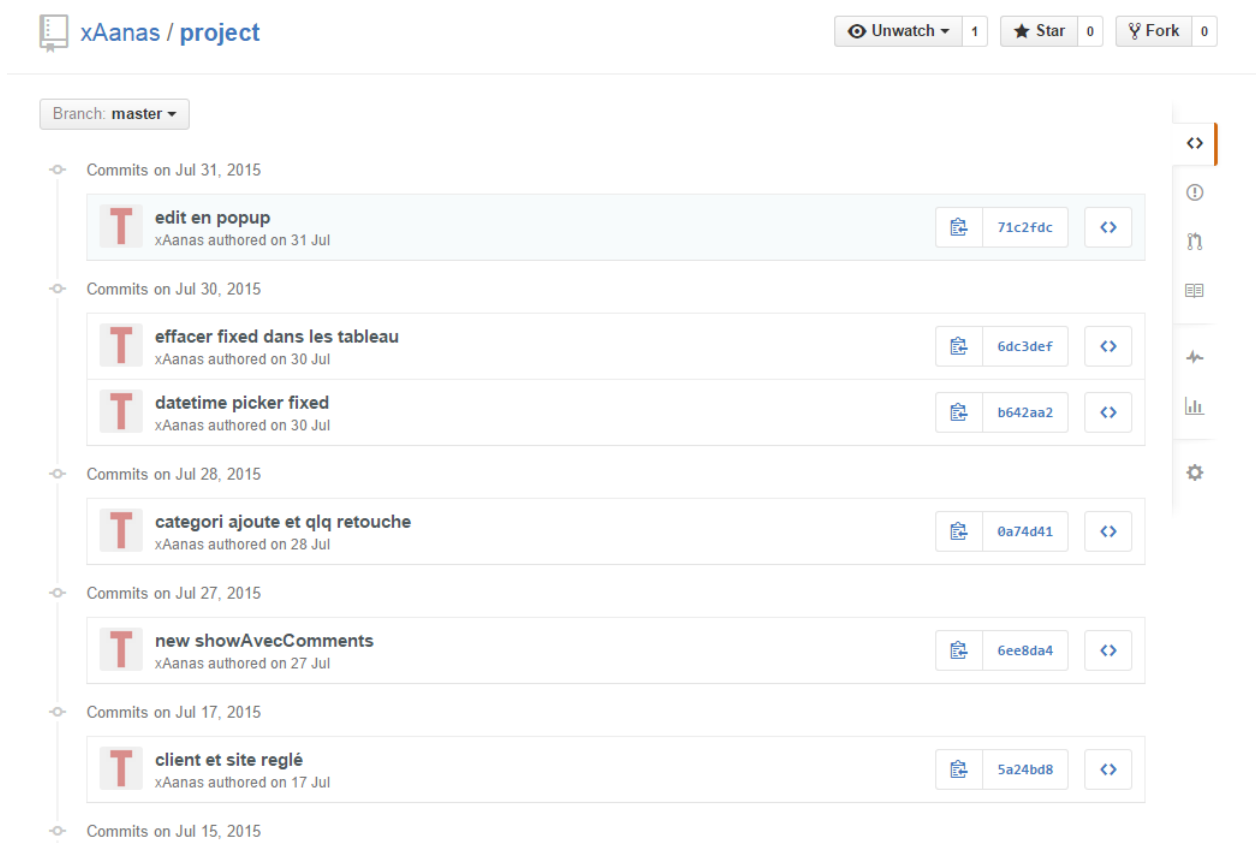 xAanas / project
Unwatch 1 Star 0 Fork 0
Branch: master
Commits on Jul 31, 2015
edit en popup
xAanas authored on 31 Jul
71c2fdc
Commits on Jul 30, 2015
effacer fixed dans les tableau
xAanas authored on 30 Jul
6dc3def
datetime picker fixed
xAanas authored on 30 Jul
b642aa2
Commits on Jul 28, 2015
categori ajoute et qlq retouche
xAanas authored on 28 Jul
0a74d41
Commits on Jul 27, 2015
new showAvecComments
xAanas authored on 27 Jul
6ee8da4
Commits on Jul 17, 2015
client et site reglé
xAanas authored on 17 Jul
5a24bd8
Commits on Jul 15, 2015